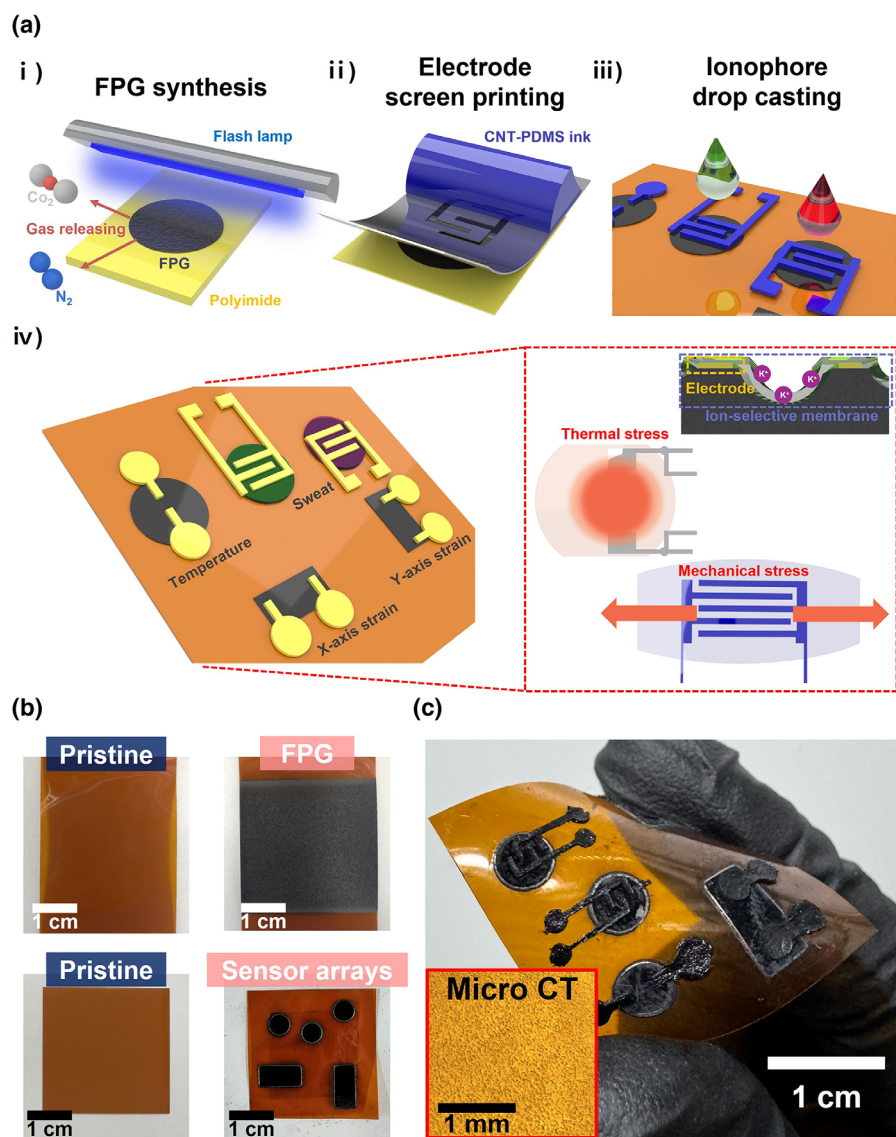 (a)
i)
FPG synthesis
Flash lamp
Co2
Gas releasing
FPG
N2
Polyimide
ii)
Electrode
screen printing
CNT-PDMS ink
iii)
Ionophore
drop casting
iv)
Temperature
Sweat
Y-axis strain
X-axis strain
K+
K+
K+
Electrode
Ion-selective membrane
Thermal stress
Mechanical stress
(b)
Pristine
1 cm
FPG
1 cm
Pristine
1 cm
Sensor arrays
1 cm
(c)
Micro CT
1 mm
1 cm